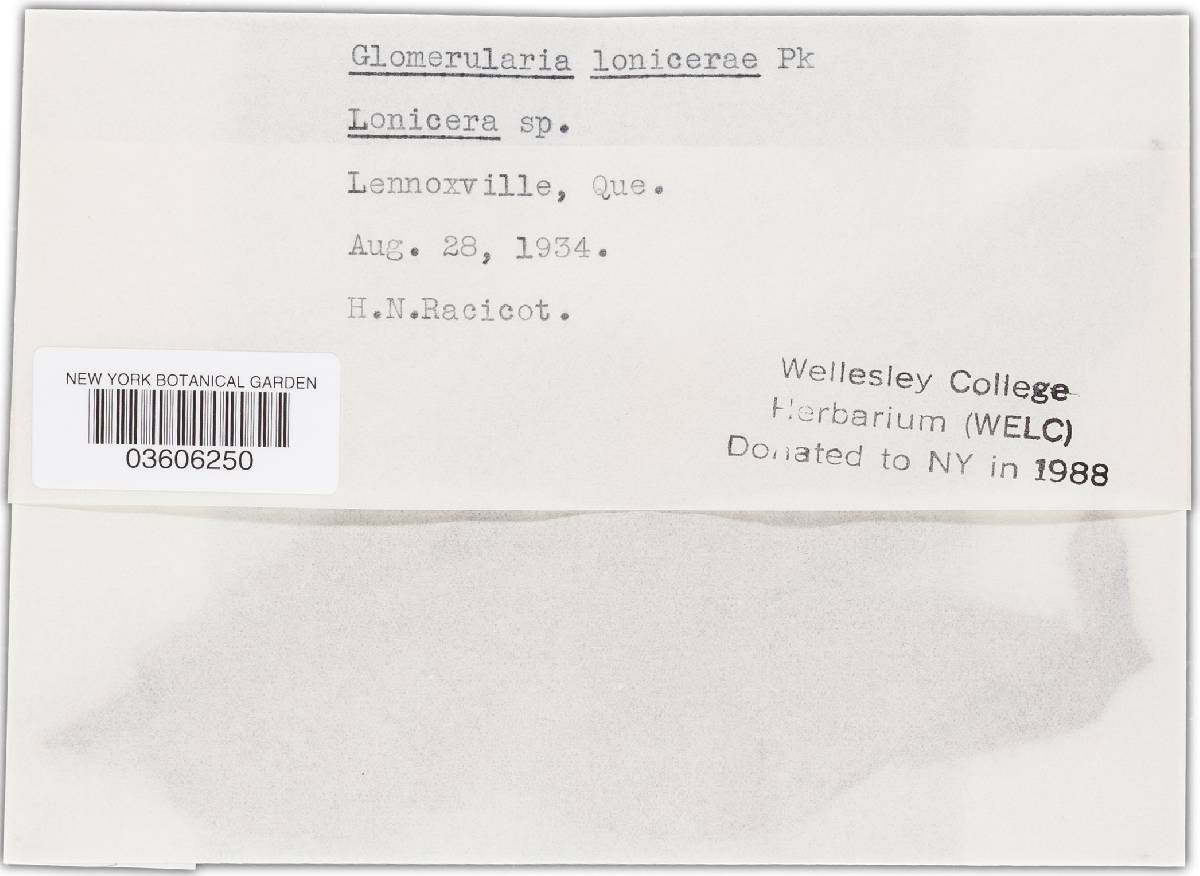 Glomerularia lonicerae Pk
Lonicera sp.
Lennoxville, Que.
Aug. 28, 1934.
H.N.Racicot.
NEW YORK BOTANICAL GARDEN
03606250
Wellesley College
Herbarium (WELC)
Donated to NY in 1988